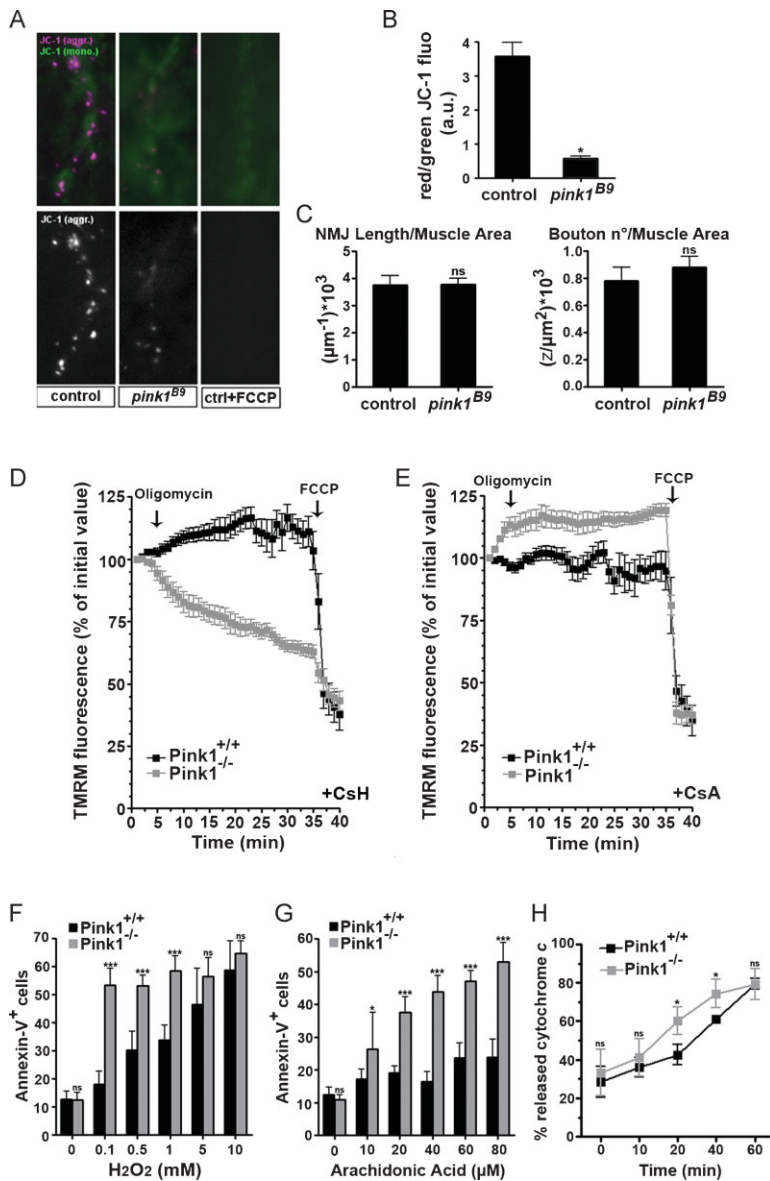 A
JC-1 (aggr.)
JC-1 (mono.)
JC-1 (aggr.)
control
pink1^B9
ctrl+FCCP
B
red/green JC-1 fluo
(a.u.)
5
4
3
2
1
0
*
control
pink1^B9
C
NMJ Length/Muscle Area
(µm⁻¹)*10³
5
4
3
2
1
0
ns
control
pink1^B9
Bouton n°/Muscle Area
(z/µm²)*10³
1.0
0.8
0.6
0.4
0.2
0.0
ns
control
pink1^B9
D
TMRM fluorescence (% of initial value)
125
100
75
50
25
0
Oligomycin
FCCP
Pink1+/+
Pink1-/-
+CsH
0 5 10 15 20 25 30 35 40
Time (min)
E
TMRM fluorescence (% of initial value)
125
100
75
50
25
0
Oligomycin
FCCP
Pink1+/+
Pink1-/-
+CsA
0 5 10 15 20 25 30 35 40
Time (min)
F
Pink1+/+
Pink1-/-
Annexin-V+ cells
70
60
50
40
30
20
10
ns *** *** *** ns ns
0 0.1 0.5 1 5 10
H2O2 (mM)
G
Pink1+/+
Pink1-/-
Annexin-V+ cells
60
50
40
30
20
10
0
ns * *** *** *** ***
0 10 20 40 60 80
Arachidonic Acid (µM)
H
Pink1+/+
Pink1-/-
% released cytochrome c
100
80
60
40
20
0
ns ns * * ns
0 10 20 40 60
Time (min)